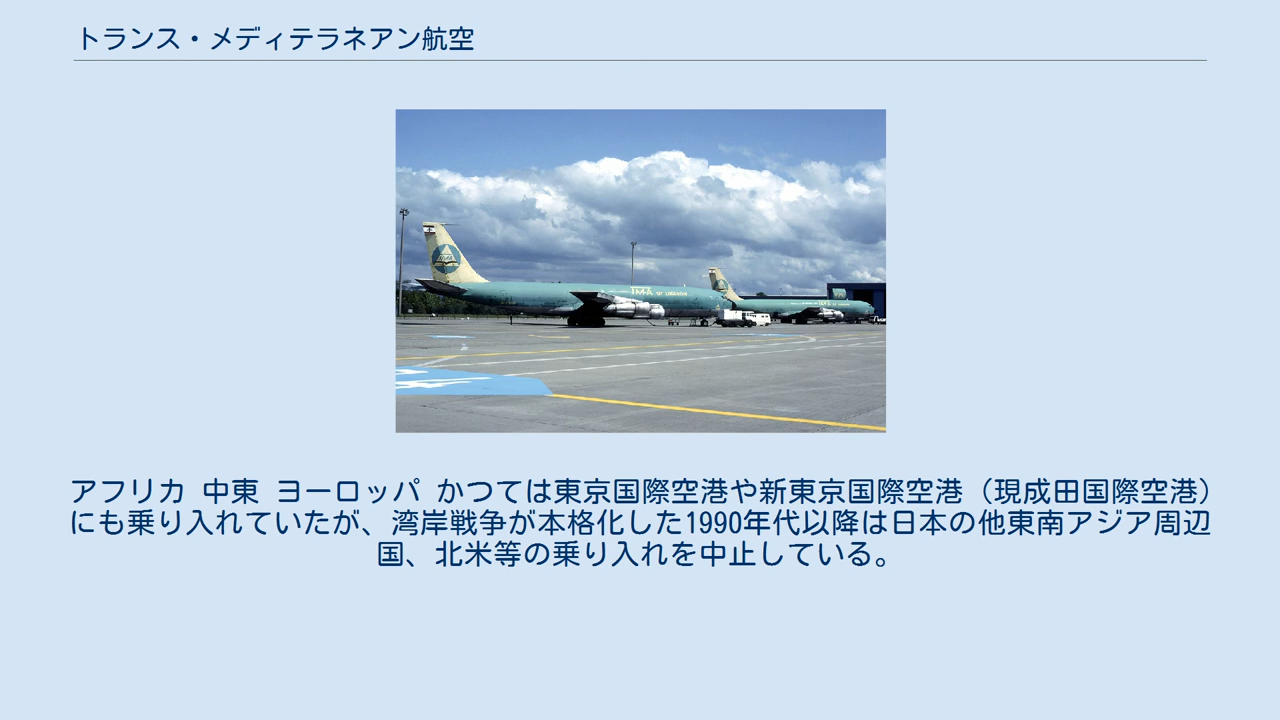 トランス・メディテラネアン航空
TMA OF LEBANON
アフリカ 中東 ヨーロッパ かつては東京国際空港や新東京国際空港（現成田国際空港）
にも乗り入れていたが、湾岸戦争が本格化した1990年代以降は日本の他東南アジア周辺
国、北米等の乗り入れを中止している。